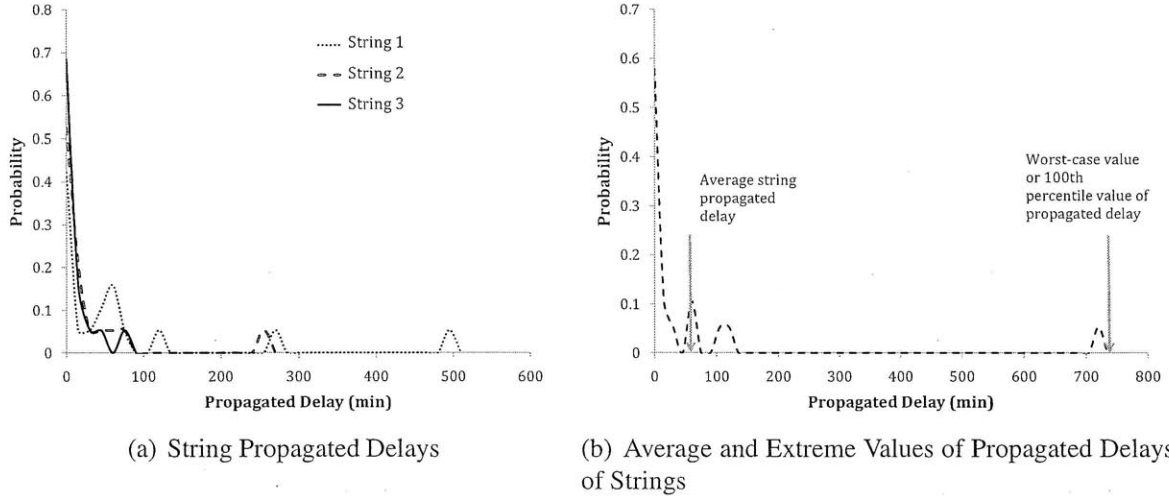 0.8
0.7
0.6
0.5
0.4
0.3
0.2
0.1
0
Probability
String 1
String 2
String 3
0 100 200 300 400 500 600
Propagated Delay (min)
(a) String Propagated Delays
0.7
0.6
0.5
0.4
0.3
0.2
0.1
0
Probability
Average string
propagated
delay
Worst-case value
or 100th
percentile value of
propagated delay
0 100 200 300 400 500 600 700 800
Propagated Delay (min)
(b) Average and Extreme Values of Propagated Delays
of Strings